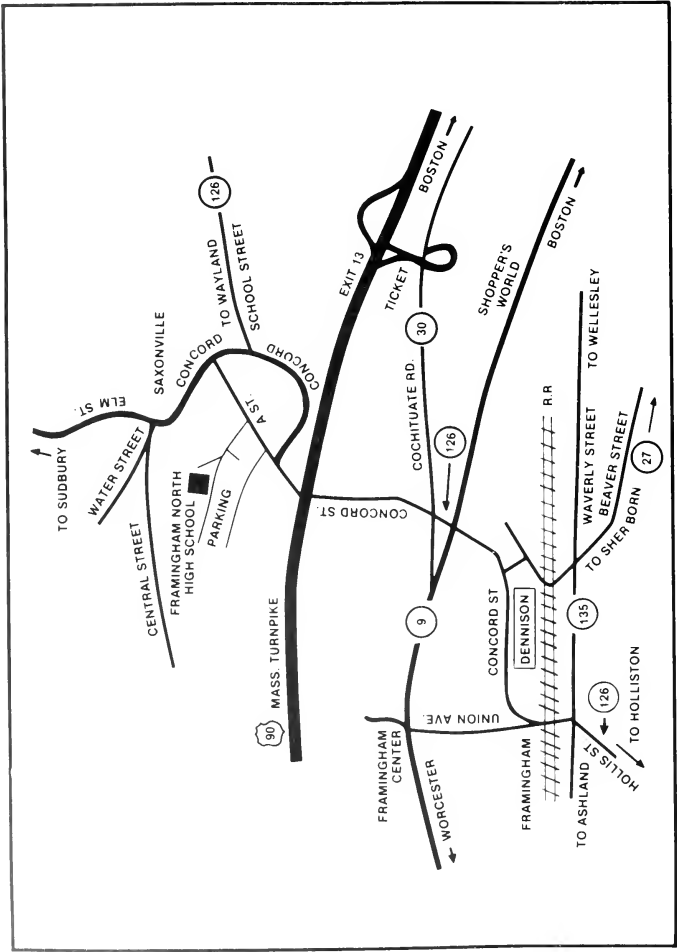 TO SUDBURY
ELM ST.
SAXONVILLE
WATER STREET
CENTRAL STREET
CONCORD
TO WAYLAND
SCHOOL STREET
126
CONCORD
A ST.
FRAMINGHAM NORTH
HIGH SCHOOL
PARKING
MASS. TURNPIKE
90
EXIT 13
TICKET
BOSTON
30
COCHITUATE RD.
126
CONCORD ST.
SHOPPER'S
WORLD
BOSTON
9
FRAMINGHAM
CENTER
WORCESTER
UNION AVE.
CONCORD ST
DENNISON
FRAMINGHAM
R.R
TO WELLESLEY
WAVERLY STREET
BEAVER STREET
27
TO SHER BORN
135
TO ASHLAND
126
HOLLIS ST
TO HOLLISTON